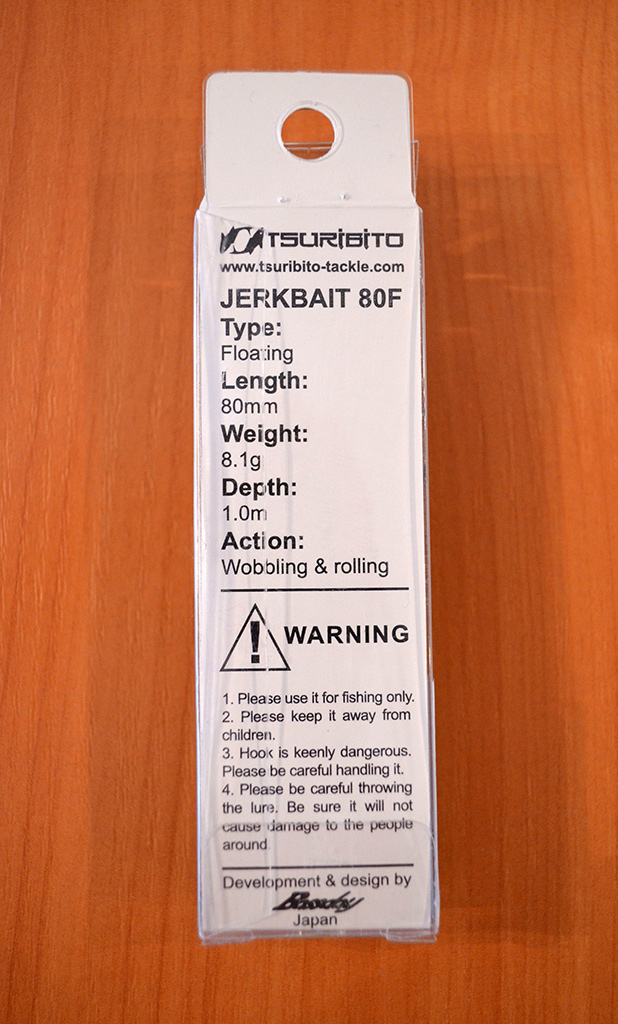 TSURIBITO
www.tsuribito-tackle.com
JERKBAIT 80F
Type:
Floating
Length:
80mm
Weight:
8.1g
Depth:
1.0m
Action:
Wobbling & rolling
! WARNING
1. Please use it for fishing only.
2. Please keep it away from
children.
3. Hook is keenly dangerous.
Please be careful handling it.
4. Please be careful throwing
the lure. Be sure it will not
cause damage to the people
around.
Development & design by
Japan